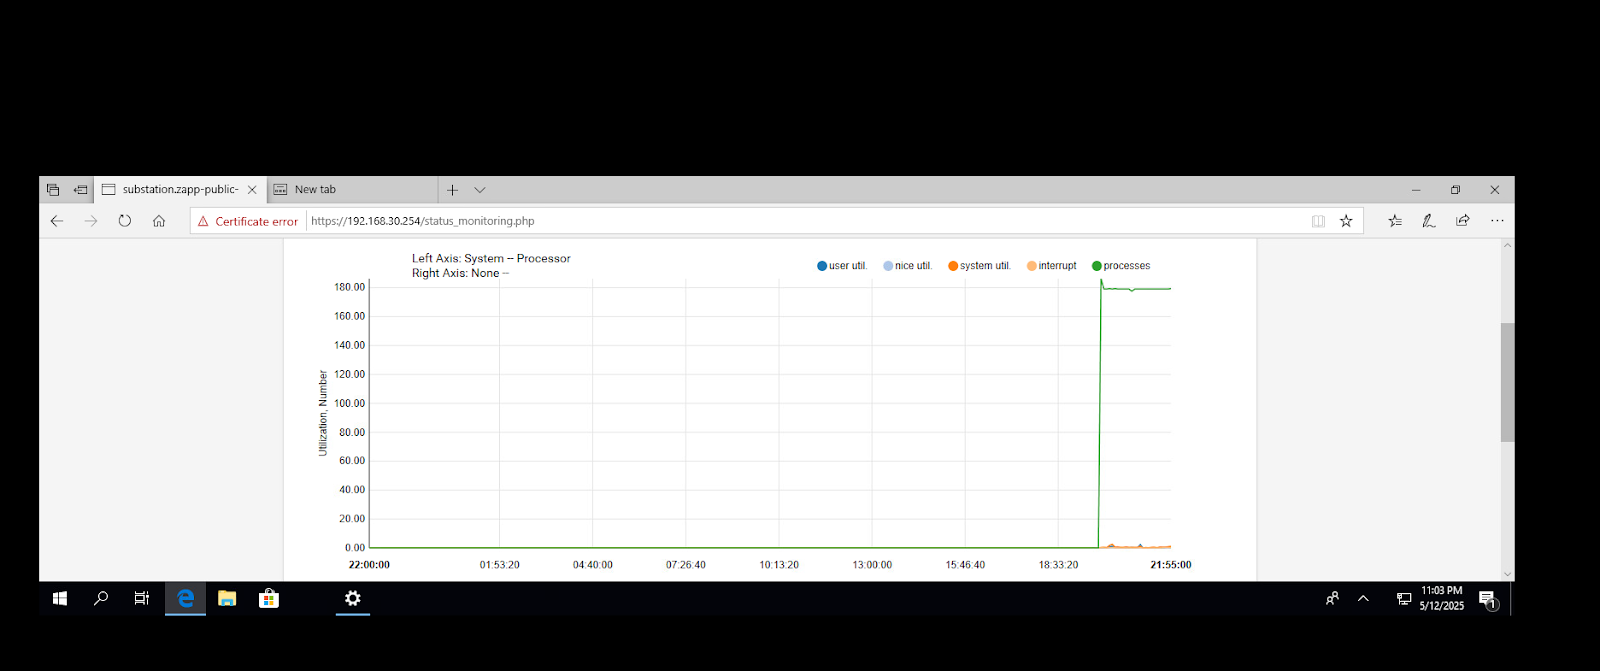 substation.zapp-public-
New tab
Certificate error
https://192.168.30.254/status_monitoring.php
Left Axis: System -- Processor
Right Axis: None --
user util.
nice util.
system util.
interrupt
processes
Utilization, Number
180.00
160.00
140.00
120.00
100.00
80.00
60.00
40.00
20.00
0.00
22:00:00
01:53:20
04:40:00
07:26:40
10:13:20
13:00:00
15:46:40
18:33:20
21:55:00
11:03 PM
5/12/2025
1